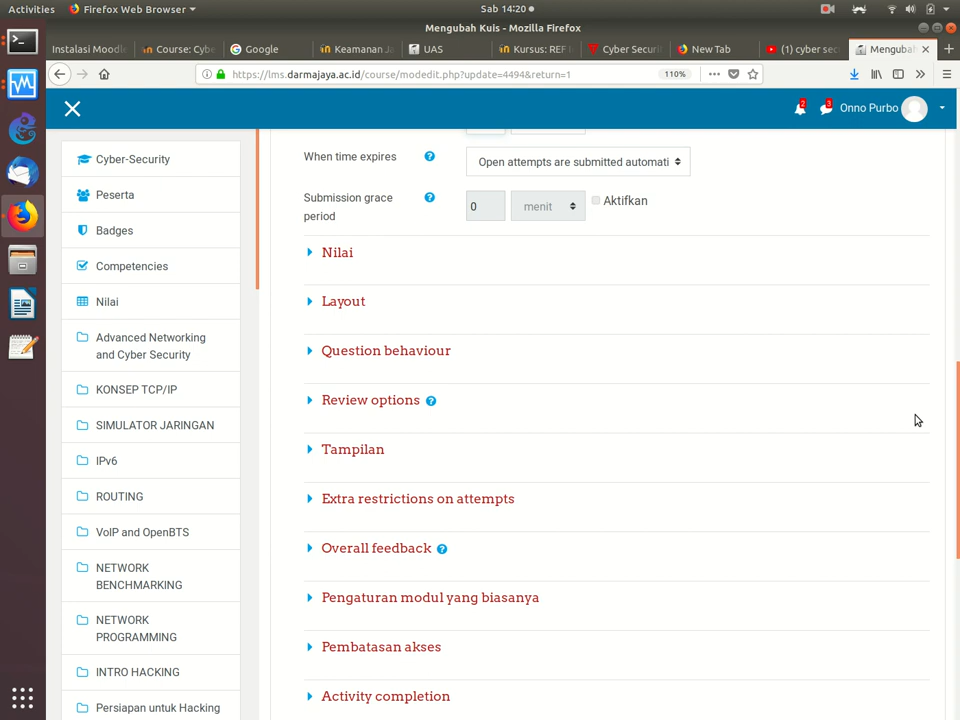 Activities
Firefox Web Browser
Sab 14:20
Mengubah Kuis - Mozilla Firefox
Instalasi Moodl
Course: Cybe
Google
Keamanan Ja
UAS
Kursus: REF
Cyber Securi
New Tab
(1) cyber sec
Mengubah
https://lms.darmajaya.ac.id/course/modedit.php?update=4494&return=1
110%
2
3
Onno Purbo
Cyber-Security
Peserta
Badges
Competencies
Nilai
Advanced Networking
and Cyber Security
KONSEP TCP/IP
SIMULATOR JARINGAN
IPv6
ROUTING
VoIP and OpenBTS
NETWORK
BENCHMARKING
NETWORK
PROGRAMMING
INTRO HACKING
Persiapan untuk Hacking
When time expires
Open attempts are submitted automati
Submission grace
period
0
menit
Aktifkan
Nilai
Layout
Question behaviour
Review options
Tampilan
Extra restrictions on attempts
Overall feedback
Pengaturan modul yang biasanya
Pembatasan akses
Activity completion